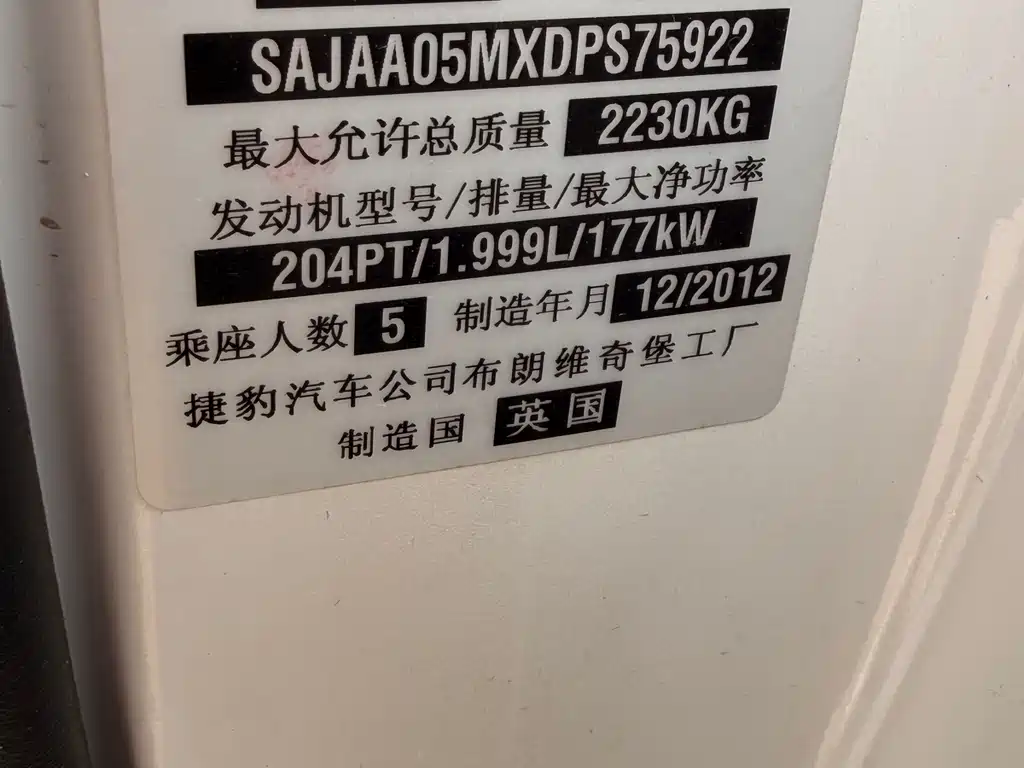 SAJAA05MXDPS75922
最大允许总质量 2230KG
发动机型号/排量/最大净功率
204PT/1.999L/177kW
乘座人数 5 制造年月 12/2012
捷豹汽车公司布朗维奇堡工厂
制造国 英国